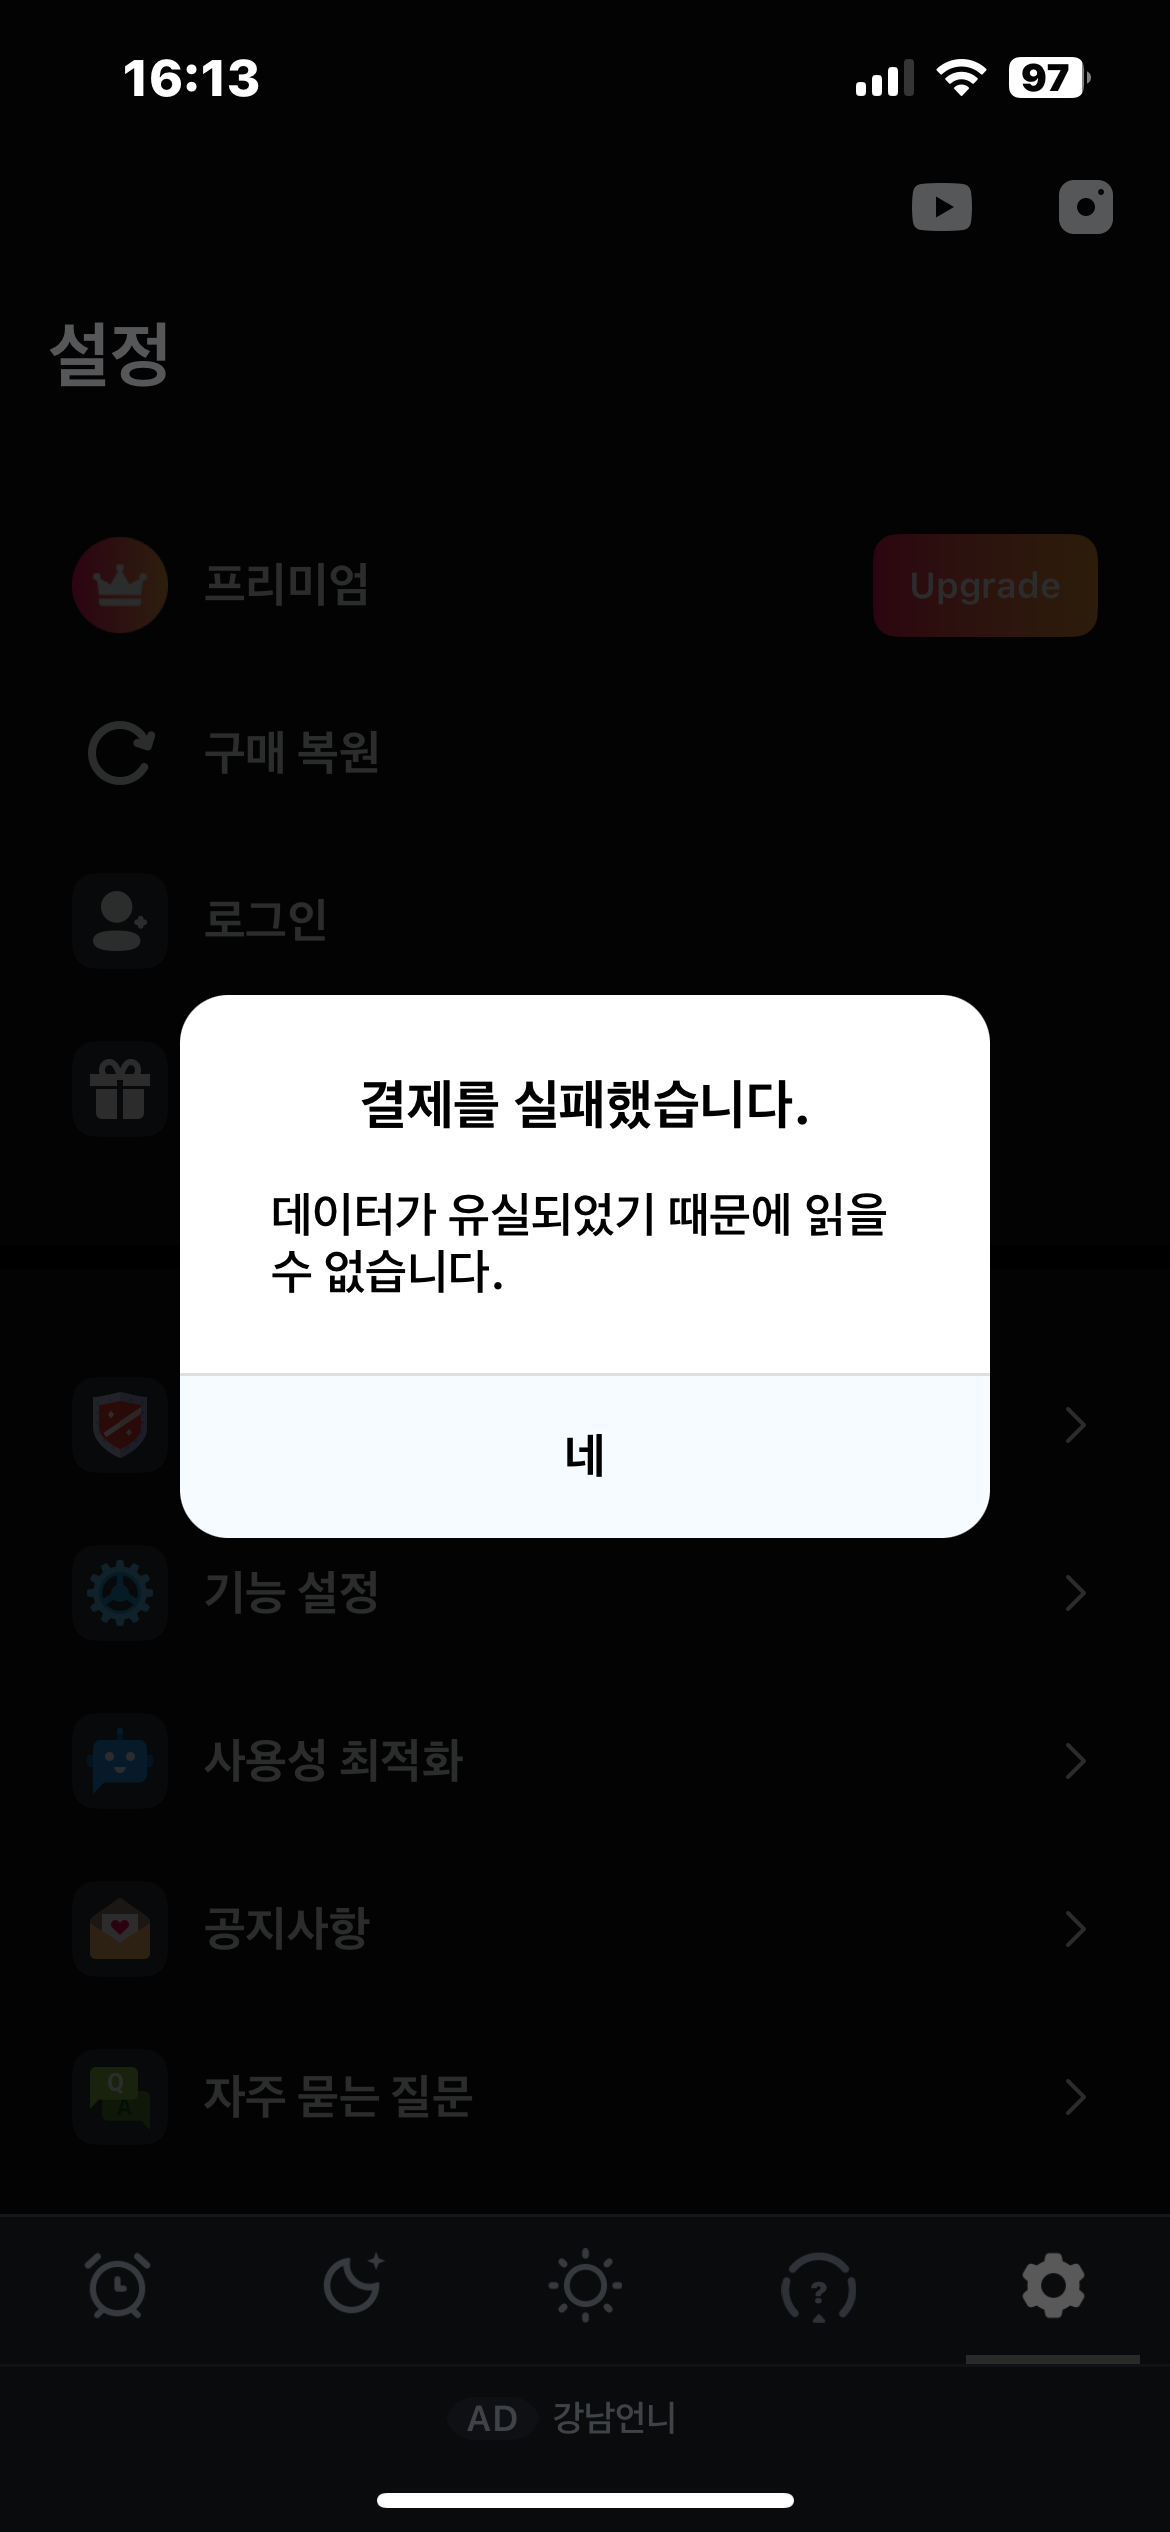 16:13
97
설정
프리미엄
Upgrade
구매 복원
로그인
결제를 실패했습니다.
데이터가 유실되었기 때문에 읽을
수 없습니다.
네
기능 설정
사용성 최적화
공지사항
Q
A
자주 묻는 질문
?
AD 강남언니